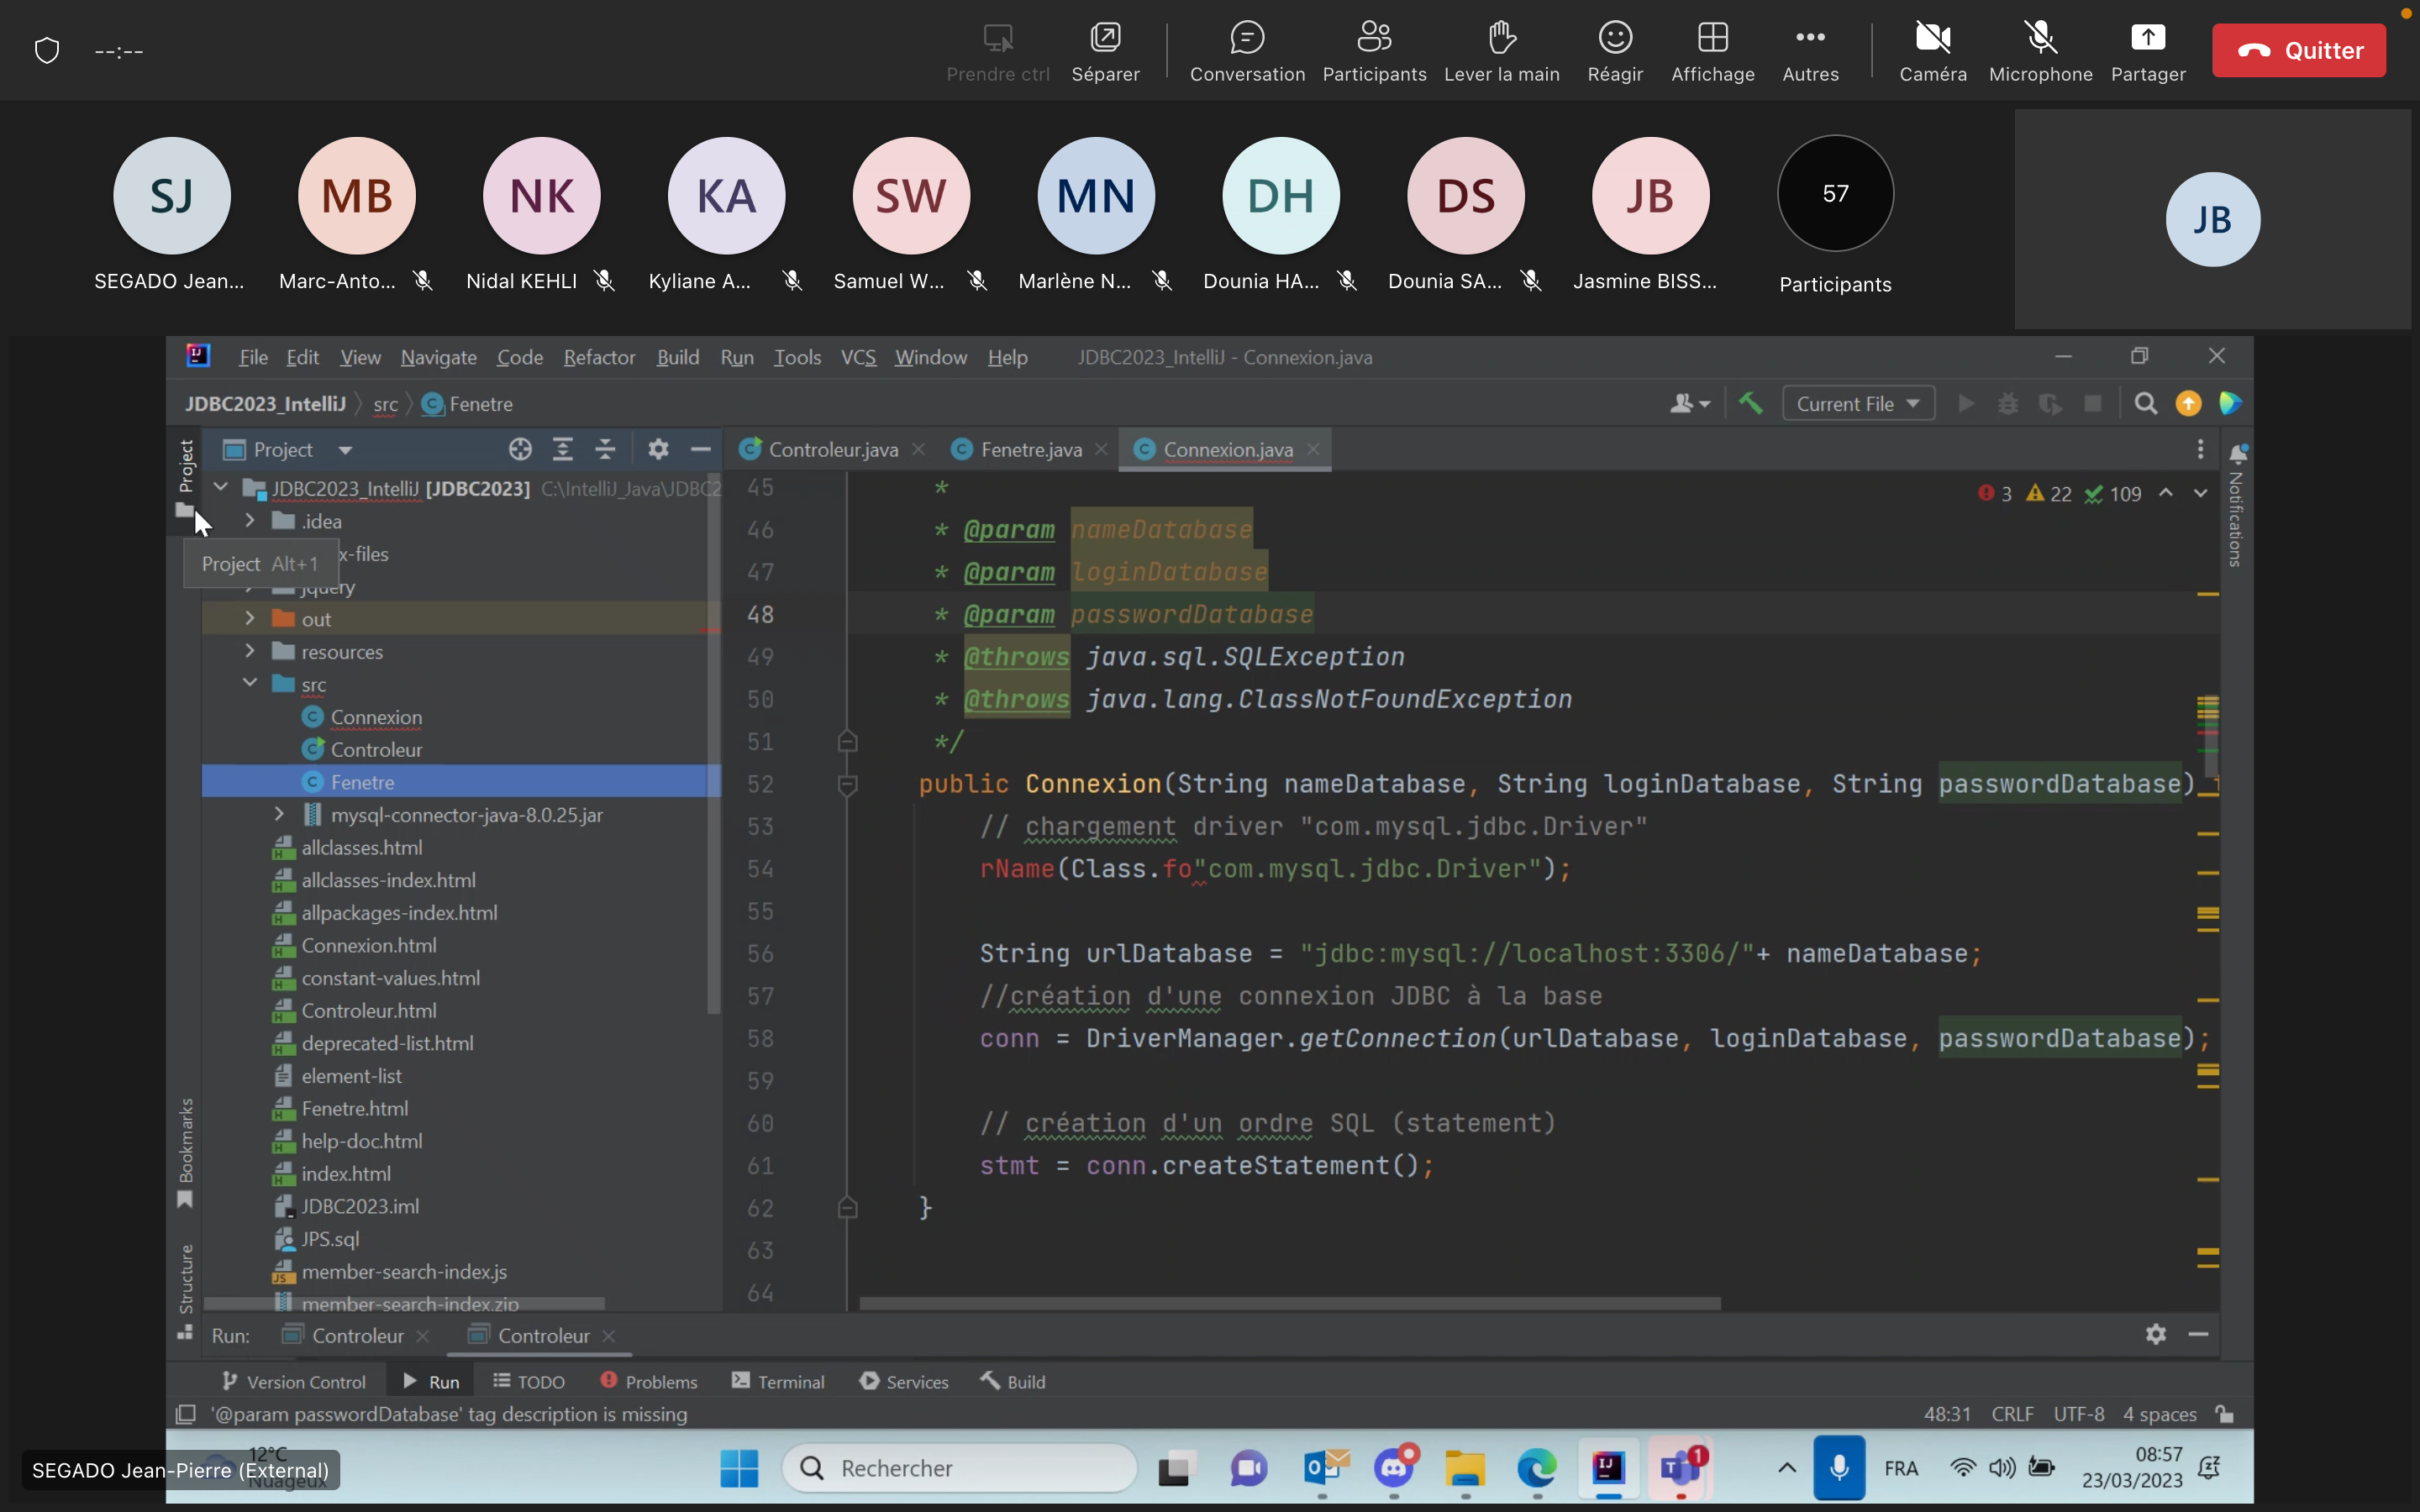 --:--
Prendre ctrl
Séparer
Conversation
Participants
Lever la main
Réagir
Affichage
Autres
Caméra
Microphone
Partager
Quitter
SJ
MB
NK
KA
SW
MN
DH
DS
JB
57
JB
SEGADO Jean...
Marc-Anto...
Nidal KEHLI
Kyliane A...
Samuel W...
Marlène N...
Dounia HA...
Dounia SA...
Jasmine BISS...
Participants
File Edit View Navigate Code Refactor Build Run Tools VCS Window Help JDBC2023_IntelliJ - Connexion.java
JDBC2023_IntelliJ src Fenetre
Current File
Project
Project
Controleur.java
Fenetre.java
Connexion.java
JDBC2023_IntelliJ [JDBC2023] C:\IntelliJ_Java\JDBC2
.idea
x-files
Project Alt+1
jquery
out
resources
src
Connexion
Controleur
Fenetre
mysql-connector-java-8.0.25.jar
allclasses.html
allclasses-index.html
allpackages-index.html
Connexion.html
constant-values.html
Controleur.html
deprecated-list.html
element-list
Fenetre.html
help-doc.html
index.html
JDBC2023.iml
JPS.sql
member-search-index.js
member-search-index.zip
Bookmarks
Structure
Notifications
3 22 109
45 *
46 * @param nameDatabase
47 * @param loginDatabase
48 * @param passwordDatabase
49 * @throws java.sql.SQLException
50 * @throws java.lang.ClassNotFoundException
51 */
52 public Connexion(String nameDatabase, String loginDatabase, String passwordDatabase)
53 // chargement driver "com.mysql.jdbc.Driver"
54 rName(Class.fo"com.mysql.jdbc.Driver");
55
56 String urlDatabase = "jdbc:mysql://localhost:3306/"+ nameDatabase;
57 //création d'une connexion JDBC à la base
58 conn = DriverManager.getConnection(urlDatabase, loginDatabase, passwordDatabase);
59
60 // création d'un ordre SQL (statement)
61 stmt = conn.createStatement();
62 }
63
64
Run: Controleur Controleur
Version Control Run TODO Problems Terminal Services Build
'@param passwordDatabase' tag description is missing
48:31 CRLF UTF-8 4 spaces
12°C
Nuageux
SEGADO Jean-Pierre (External)
Rechercher
1
FRA
08:57
23/03/2023